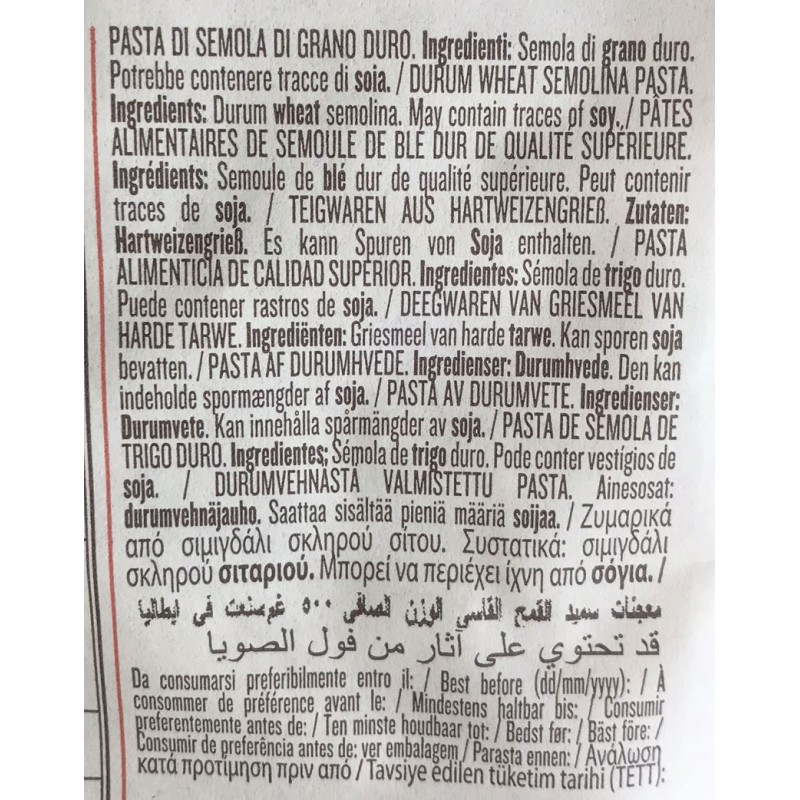 PASTA DI SEMOLA DI GRANO DURO. Ingredienti: Semola di grano duro.
Potrebbe contenere tracce di soia. / DURUM WHEAT SEMOLINA PASTA.
Ingredients: Durum wheat semolina. May contain traces of soy. / PÂTES
ALIMENTAIRES DE SEMOULE DE BLÉ DUR DE QUALITÉ SUPÉRIEURE.
Ingrédients: Semoule de blé dur de qualité supérieure. Peut contenir
traces de soja. / TEIGWAREN AUS HARTWEIZENGRIEß. Zutaten:
Hartweizengrieß. Es kann Spuren von Soja enthalten. / PASTA
ALIMENTICIA DE CALIDAD SUPERIOR. Ingredientes: Sémola de trigo duro.
Puede contener rastros de soja. / DEEGWAREN VAN GRIESMEEL VAN
HARDE TARWE. Ingrediënten: Griesmeel van harde tarwe. Kan sporen soja
bevatten. / PASTA AF DURUMHVEDE. Ingredienser: Durumhvede. Den kan
indeholde spormængder af soja. / PASTA AV DURUMVETE. Ingredienser:
Durumvete. Kan innehålla spårmängder av soja. / PASTA DE SÊMOLA DE
TRIGO DURO. Ingredientes: Sémola de trigo duro. Pode conter vestígios de
soja. / DURUMVEHNÄSTÄ VALMISTETTU PASTA. Ainesosat:
durumvehnäjauho. Saattaa sisältää pieniä määriä soijaa. / Ζυμαρικά
από σιμιγδάλι σκληρού σίτου. Συστατικά: σιμιγδάλι
σκληρού σιταριού. Μπορεί να περιέχει ίχνη από σόγια. /
معجنات سميد القمح القاسي الوزن الصافي ٥٠٠ غم صنعت في ايطاليا
قد تحتوي على آثار من فول الصويا
Da consumarsi preferibilmente entro il: / Best before (dd/mm/yyyy): / À
consommer de préférence avant le: / Mindestens haltbar bis: / Consumir
preferentemente antes de: / Ten minste houdbaar tot: / Bedst før: / Bäst före: /
Consumir de preferência antes de: ver embalagem / Parasta ennen: / Ανάλωση
κατά προτίμηση πριν από / Tavsiye edilen tüketim tarihi (TETT):